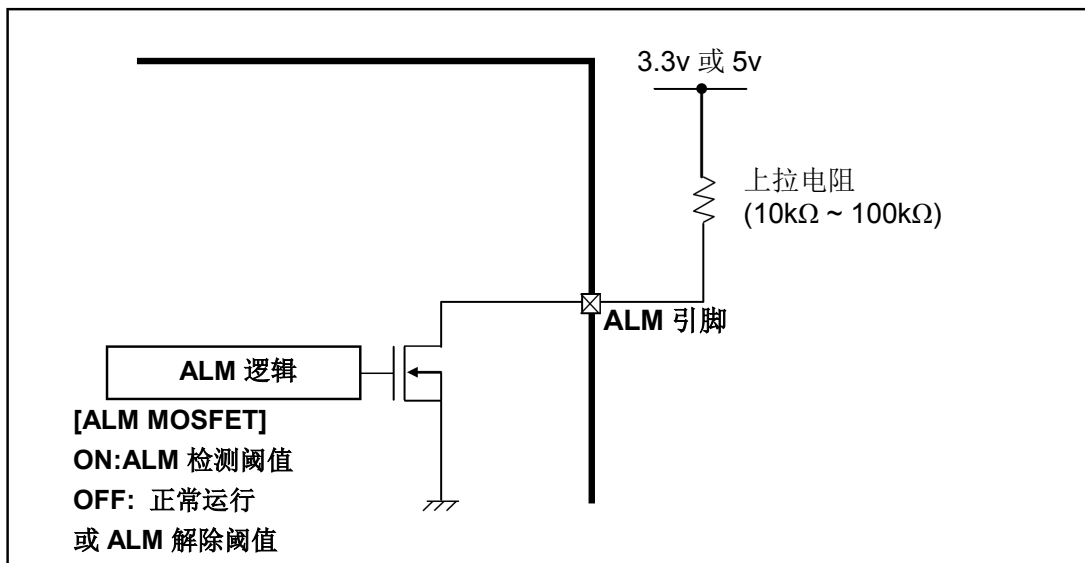 3.3v 或 5v
上拉电阻
(10kΩ ~ 100kΩ)
ALM 引脚
ALM 逻辑
[ALM MOSFET]
ON:ALM 检测阈值
OFF: 正常运行
或 ALM 解除阈值